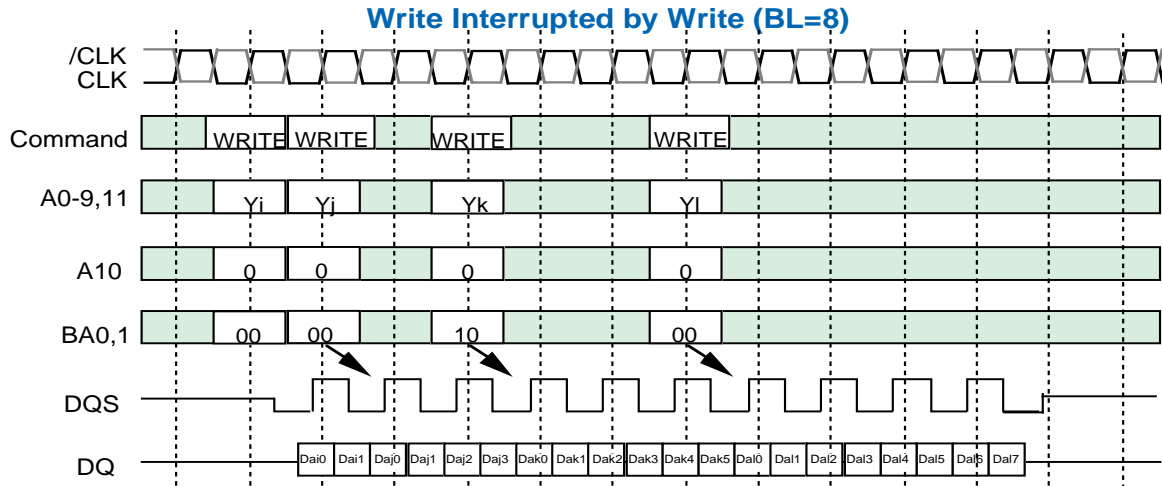 Write Interrupted by Write (BL=8)
/CLK
CLK
Command WRITE WRITE WRITE WRITE
A0-9,11 Yi Yj Yk Yl
A10 0 0 0 0
BA0,1 00 00 10 00
DQS
DQ Dai0 Dai1 Daj0 Daj1 Daj2 Daj3 Dak0 Dak1 Dak2 Dak3 Dak4 Dak5 Dal0 Dal1 Dal2 Dal3 Dal4 Dal5 Dal6 Dal7